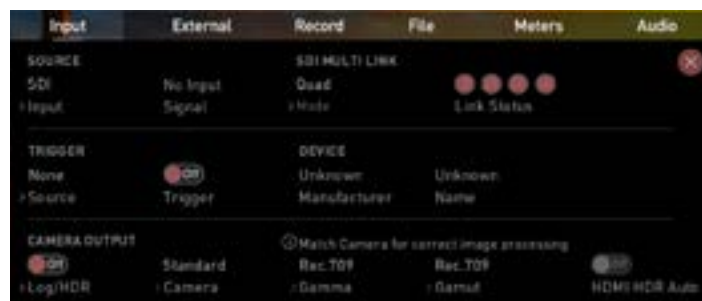 Input External Record File Meters Audio
SOURCE SDI MULTI LINK
SDI No Input Quad
Input Signal Mode Link Status
TRIGGER DEVICE
None Off Unknown Unknown
Source Trigger Manufacturer Name
CAMERA OUTPUT Match Camera for correct image processing
Off Standard Rec.709 Rec.709 Off
Log/HDR Camera Gamma Gamut HDMI HDR Auto